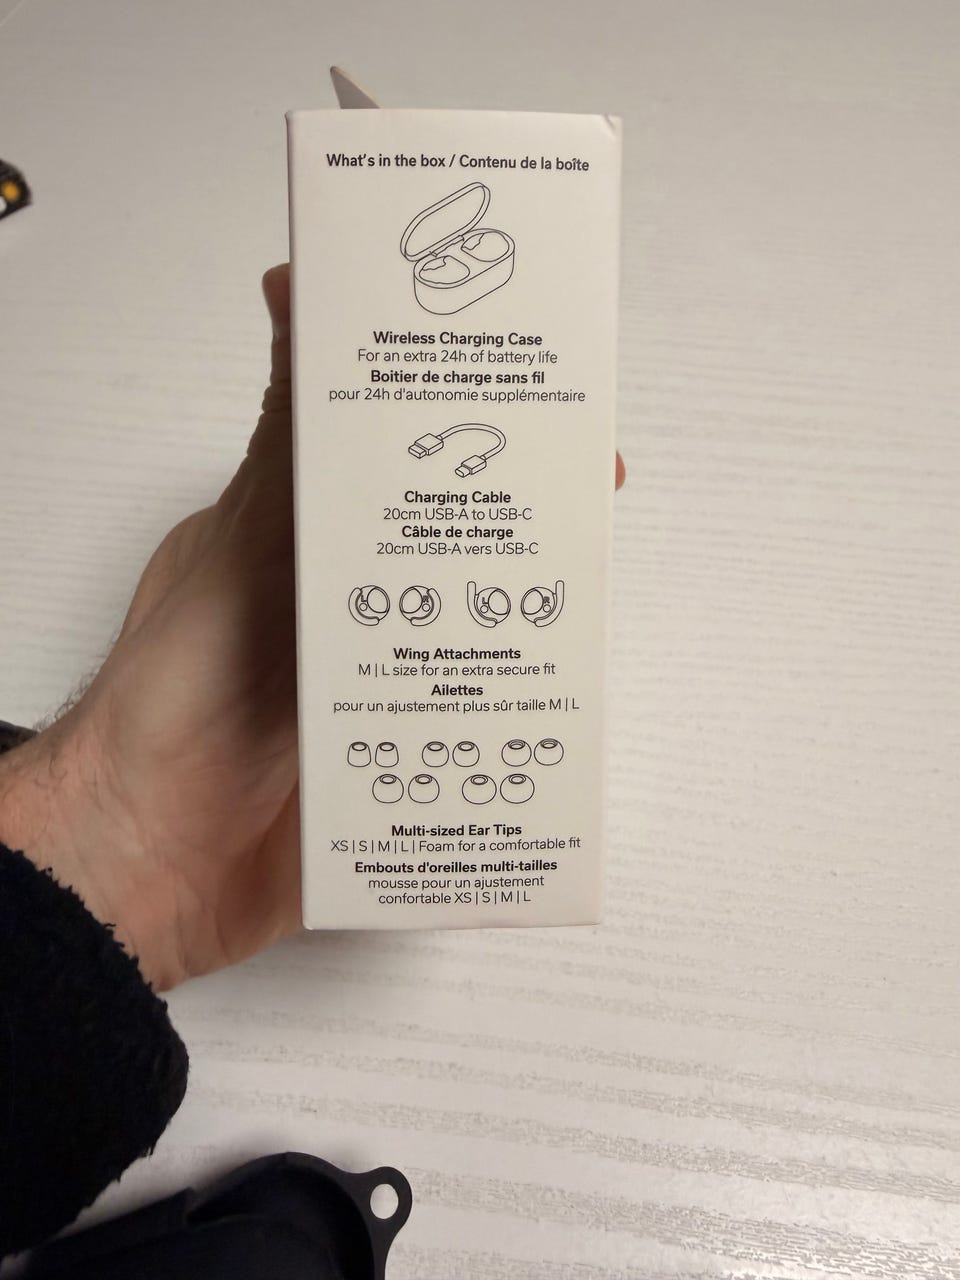 What's in the box / Contenu de la boîte
Wireless Charging Case
For an extra 24h of battery life
Boitier de charge sans fil
pour 24h d'autonomie supplémentaire
Charging Cable
20cm USB-A to USB-C
Câble de charge
20cm USB-A vers USB-C
L R L R
Wing Attachments
M | L size for an extra secure fit
Ailettes
pour un ajustement plus sûr taille M | L
Multi-sized Ear Tips
XS | S | M | L | Foam for a comfortable fit
Embouts d'oreilles multi-tailles
mousse pour un ajustement
confortable XS | S | M | L